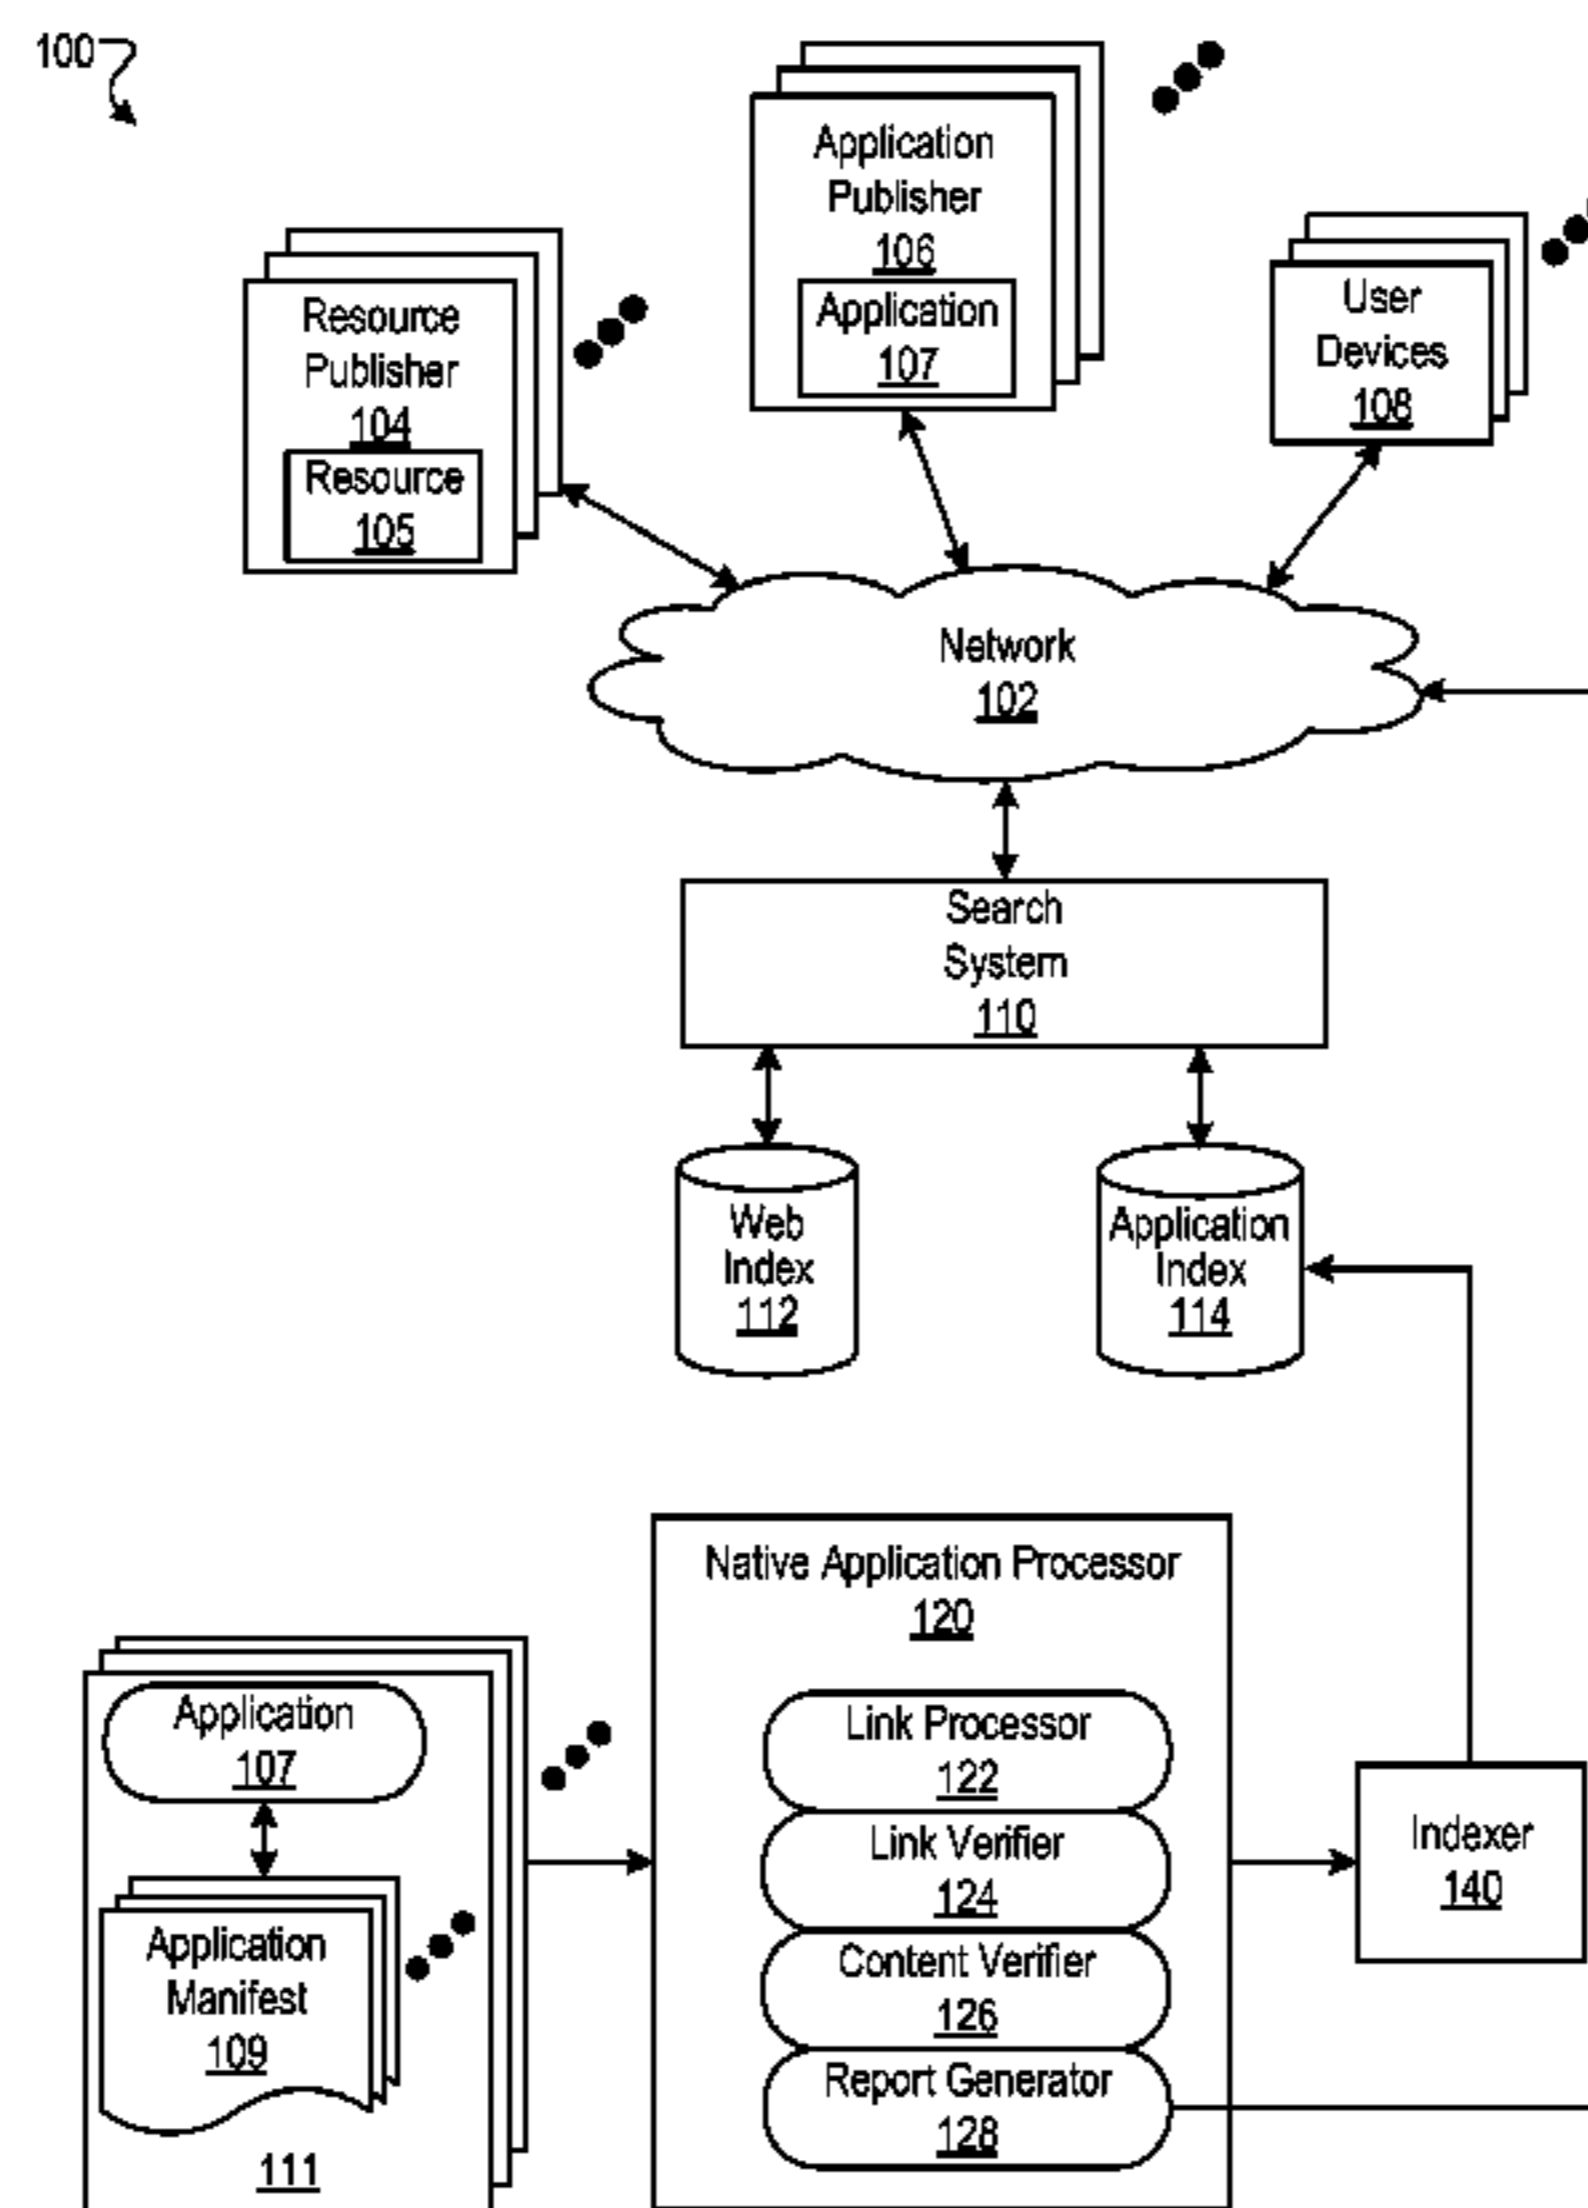 100
Application
Publisher
106
Application
107
User
Devices
108
Resource
Publisher
104
Resource
105
Network
102
Search
System
110
Web
Index
112
Application
Index
114
Native Application Processor
120
Application
107
Application
Manifest
109
111
Link Processor
122
Link Verifier
124
Content Verifier
126
Report Generator
128
Indexer
140